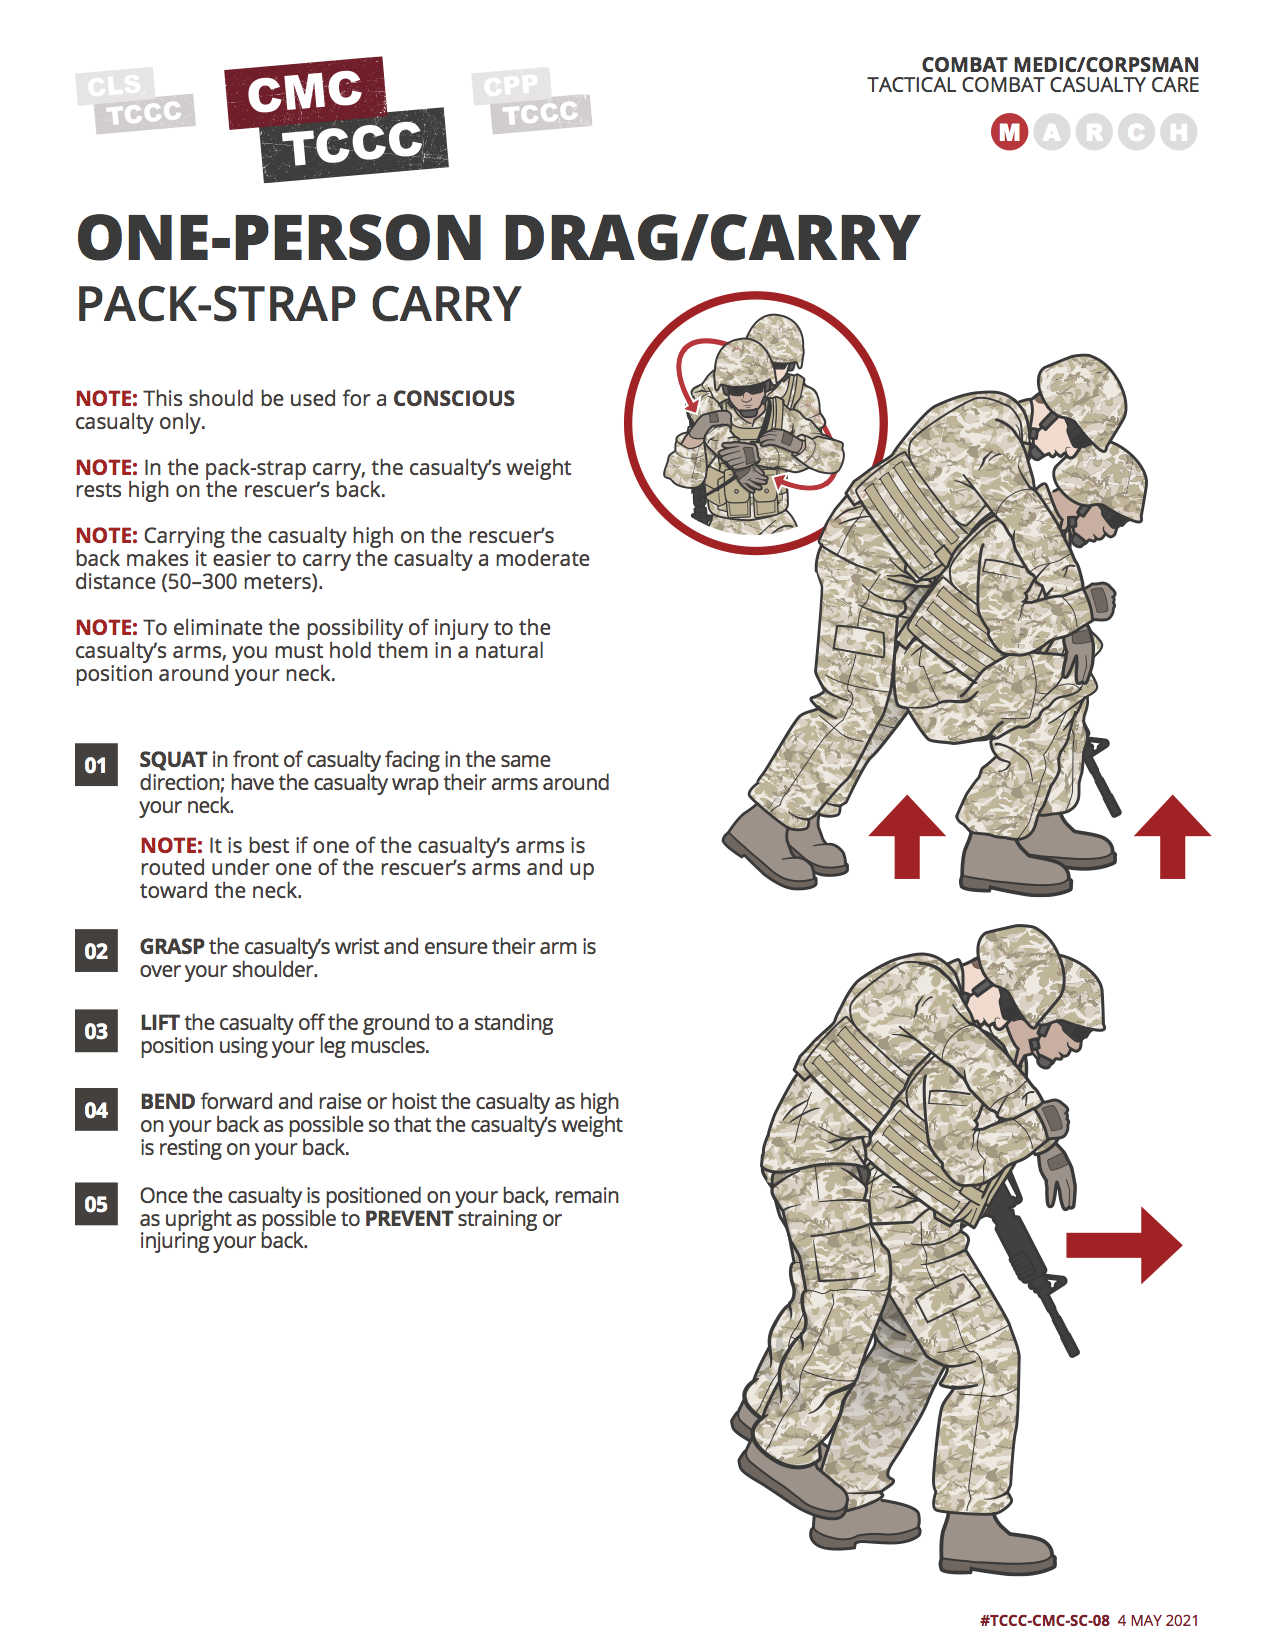 CLS
TCCC
CMC
TCCC
CPP
TCCC
COMBAT MEDIC/CORPSMAN
TACTICAL COMBAT CASUALTY CARE
M A R C H
ONE-PERSON DRAG/CARRY
PACK-STRAP CARRY
NOTE: This should be used for a CONSCIOUS
casualty only.
NOTE: In the pack-strap carry, the casualty’s weight
rests high on the rescuer’s back.
NOTE: Carrying the casualty high on the rescuer’s
back makes it easier to carry the casualty a moderate
distance (50–300 meters).
NOTE: To eliminate the possibility of injury to the
casualty’s arms, you must hold them in a natural
position around your neck.
01 SQUAT in front of casualty facing in the same
direction; have the casualty wrap their arms around
your neck.
NOTE: It is best if one of the casualty’s arms is
routed under one of the rescuer’s arms and up
toward the neck.
02 GRASP the casualty’s wrist and ensure their arm is
over your shoulder.
03 LIFT the casualty off the ground to a standing
position using your leg muscles.
04 BEND forward and raise or hoist the casualty as high
on your back as possible so that the casualty’s weight
is resting on your back.
05 Once the casualty is positioned on your back, remain
as upright as possible to PREVENT straining or
injuring your back.
#TCCC-CMC-SC-08 4 MAY 2021